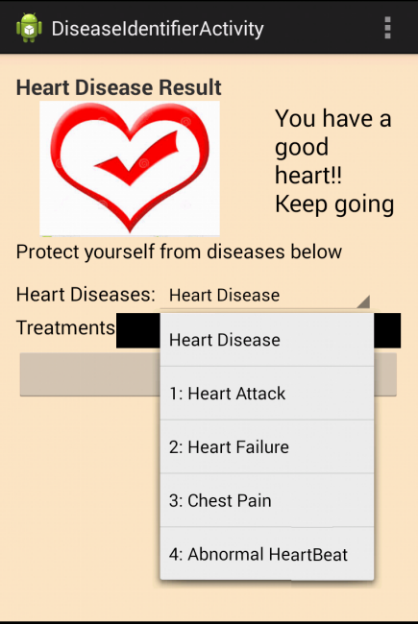 DiseaseIdentifierActivity
Heart Disease Result
You have a
good
heart!!
Keep going
Protect yourself from diseases below
Heart Diseases: Heart Disease
Treatments
Heart Disease
1: Heart Attack
2: Heart Failure
3: Chest Pain
4: Abnormal HeartBeat